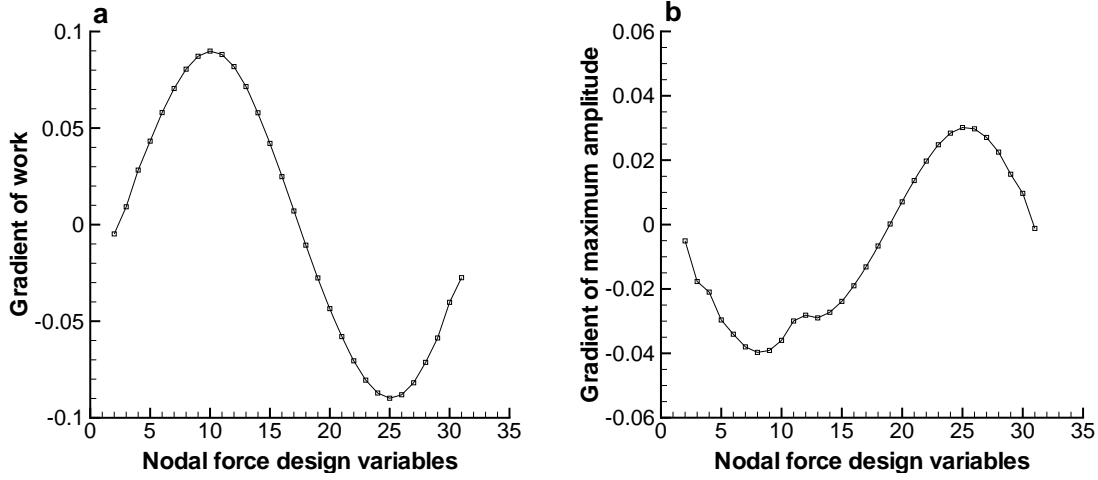 a
0.1
0.05
0
-0.05
-0.1
0 5 10 15 20 25 30 35
Gradient of work
Nodal force design variables
b
0.06
0.04
0.02
0
-0.02
-0.04
-0.06
0 5 10 15 20 25 30 35
Gradient of maximum amplitude
Nodal force design variables